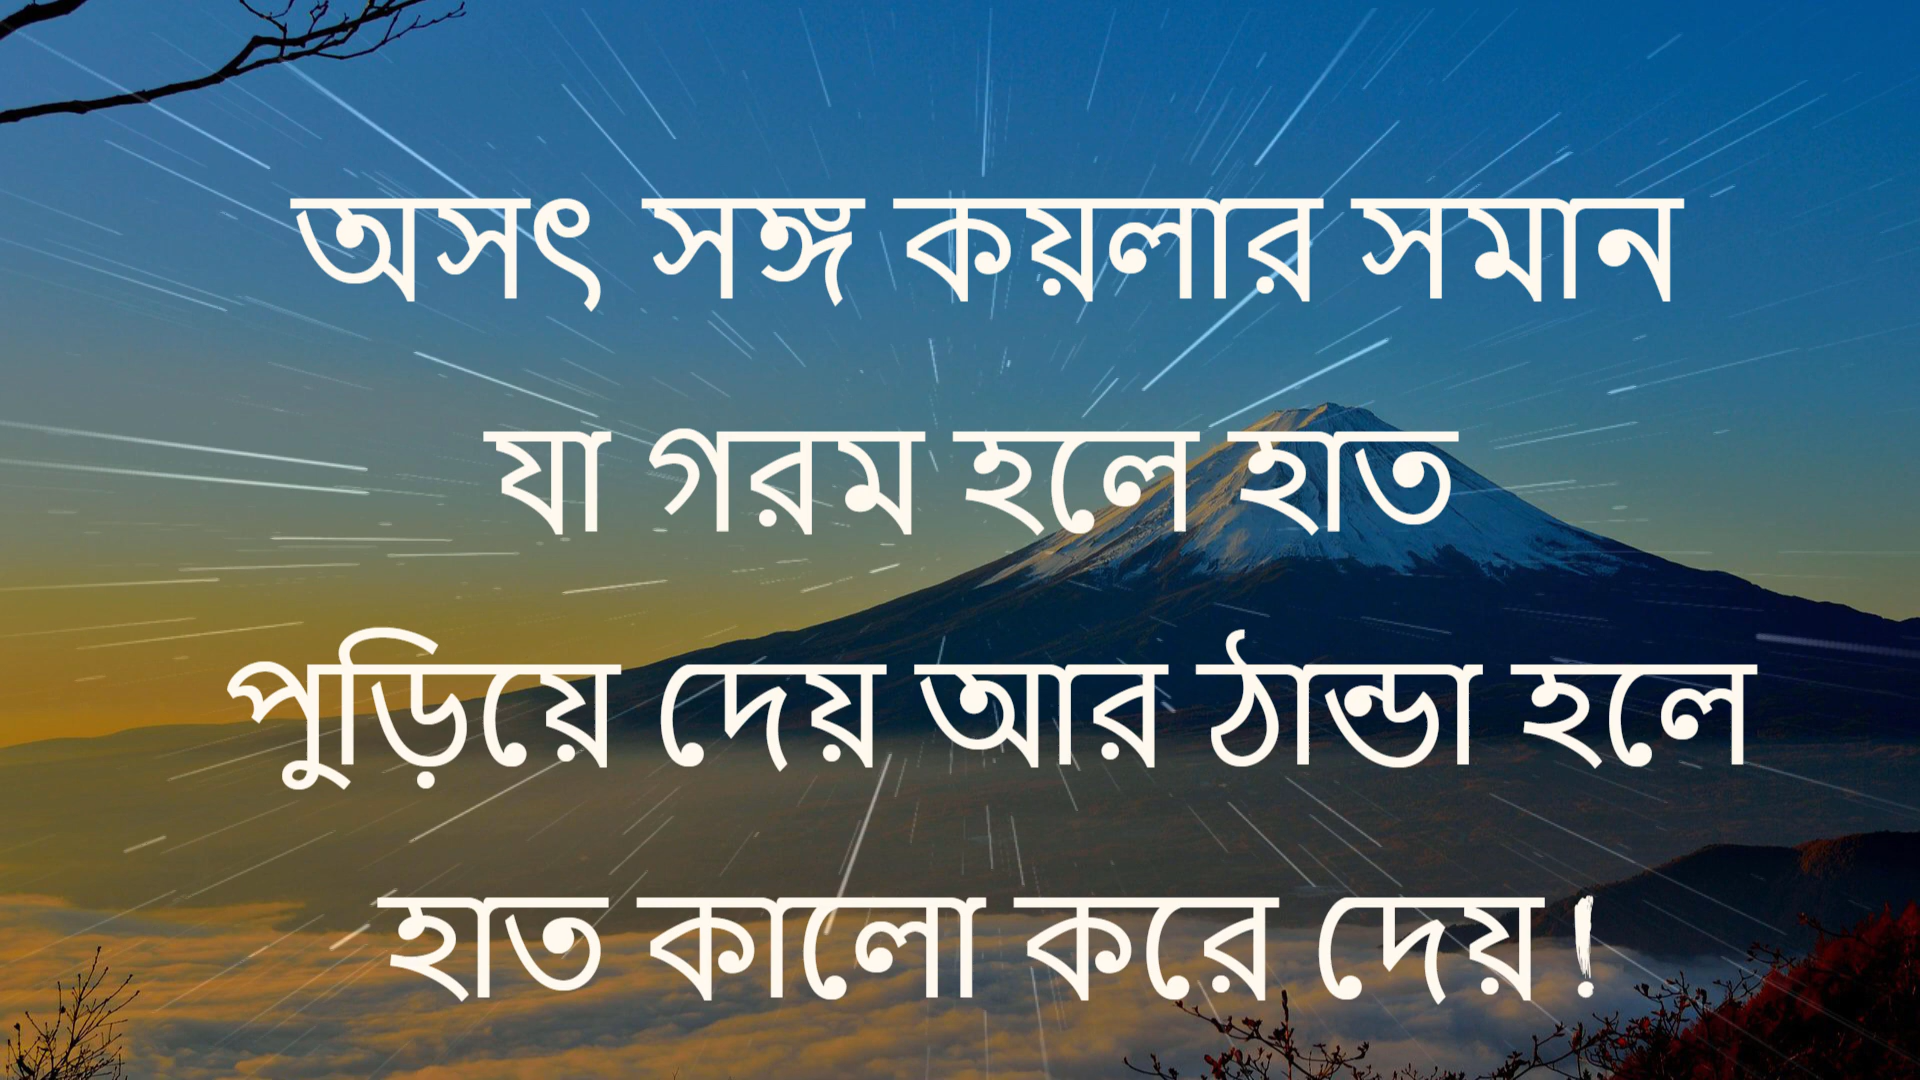 অসৎ সঙ্গ কয়লার সমান
যা গরম হলে হাত
পুড়িয়ে দেয় আর ঠান্ডা হলে
হাত কালো করে দেয়!